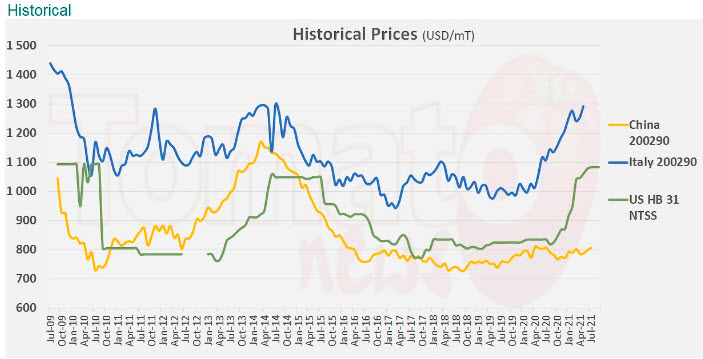 Historical
Historical Prices (USD/mT)
1 500
1 400
1 300
1 200
1 100
1 000
900
800
700
600
China 200290
Italy 200290
US HB 31 NTSS
Jul-09
Oct-09
Jan-10
Apr-10
Jul-10
Oct-10
Jan-11
Apr-11
Jul-11
Oct-11
Jan-12
Apr-12
Jul-12
Oct-12
Jan-13
Apr-13
Jul-13
Oct-13
Jan-14
Apr-14
Jul-14
Oct-14
Jan-15
Apr-15
Jul-15
Oct-15
Jan-16
Apr-16
Jul-16
Oct-16
Jan-17
Apr-17
Jul-17
Oct-17
Jan-18
Apr-18
Jul-18
Oct-18
Jan-19
Apr-19
Jul-19
Oct-19
Jan-20
Apr-20
Jul-20
Oct-20
Jan-21
Apr-21
Jul-21
news